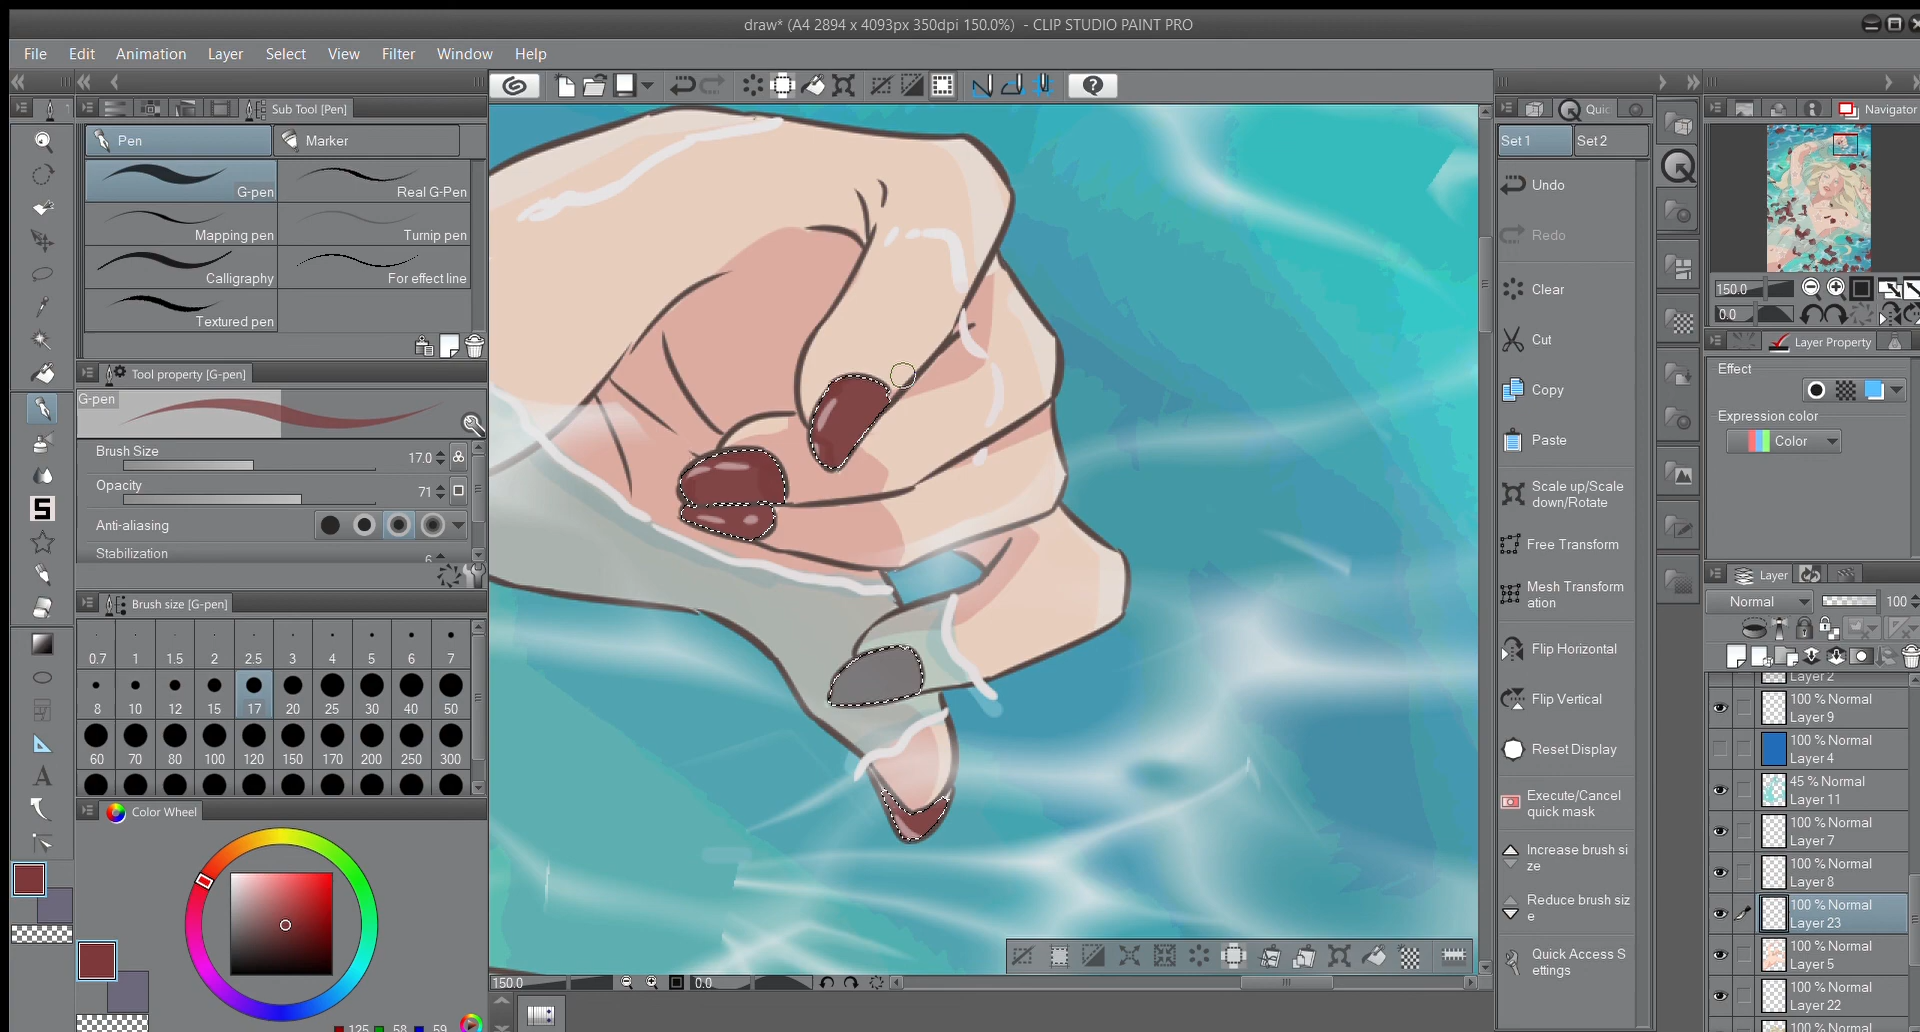 draw* (A4 2894 x 4093px 350dpi 150.0%) - CLIP STUDIO PAINT PRO
File Edit Animation Layer Select View Filter Window Help
Sub Tool [Pen]
Pen Marker
G-pen Real G-Pen
Mapping pen Turnip pen
Calligraphy For effect line
Textured pen
Tool property [G-pen]
G-pen
Brush Size 17.0
Opacity 71
Anti-aliasing
Stabilization 6
Brush size [G-pen]
0.7 1 1.5 2 2.5 3 4 5 6 7
8 10 12 15 17 20 25 30 40 50
60 70 80 100 120 150 170 200 250 300
Color Wheel
125 58 59
150.0 0.0
Quic
Set 1 Set 2
Undo
Redo
Clear
Cut
Copy
Paste
Scale up/Scale
down/Rotate
Free Transform
Mesh Transform
ation
Flip Horizontal
Flip Vertical
Reset Display
Execute/Cancel
quick mask
Increase brush si
ze
Reduce brush siz
e
Quick Access S
ettings
Navigator
150.0
0.0
Layer Property
Effect
Expression color
Color
Layer
Normal 100
Layer 2
100 % Normal
Layer 9
100 % Normal
Layer 4
45 % Normal
Layer 11
100 % Normal
Layer 7
100 % Normal
Layer 8
100 % Normal
Layer 23
100 % Normal
Layer 5
100 % Normal
Layer 22
100 % Normal